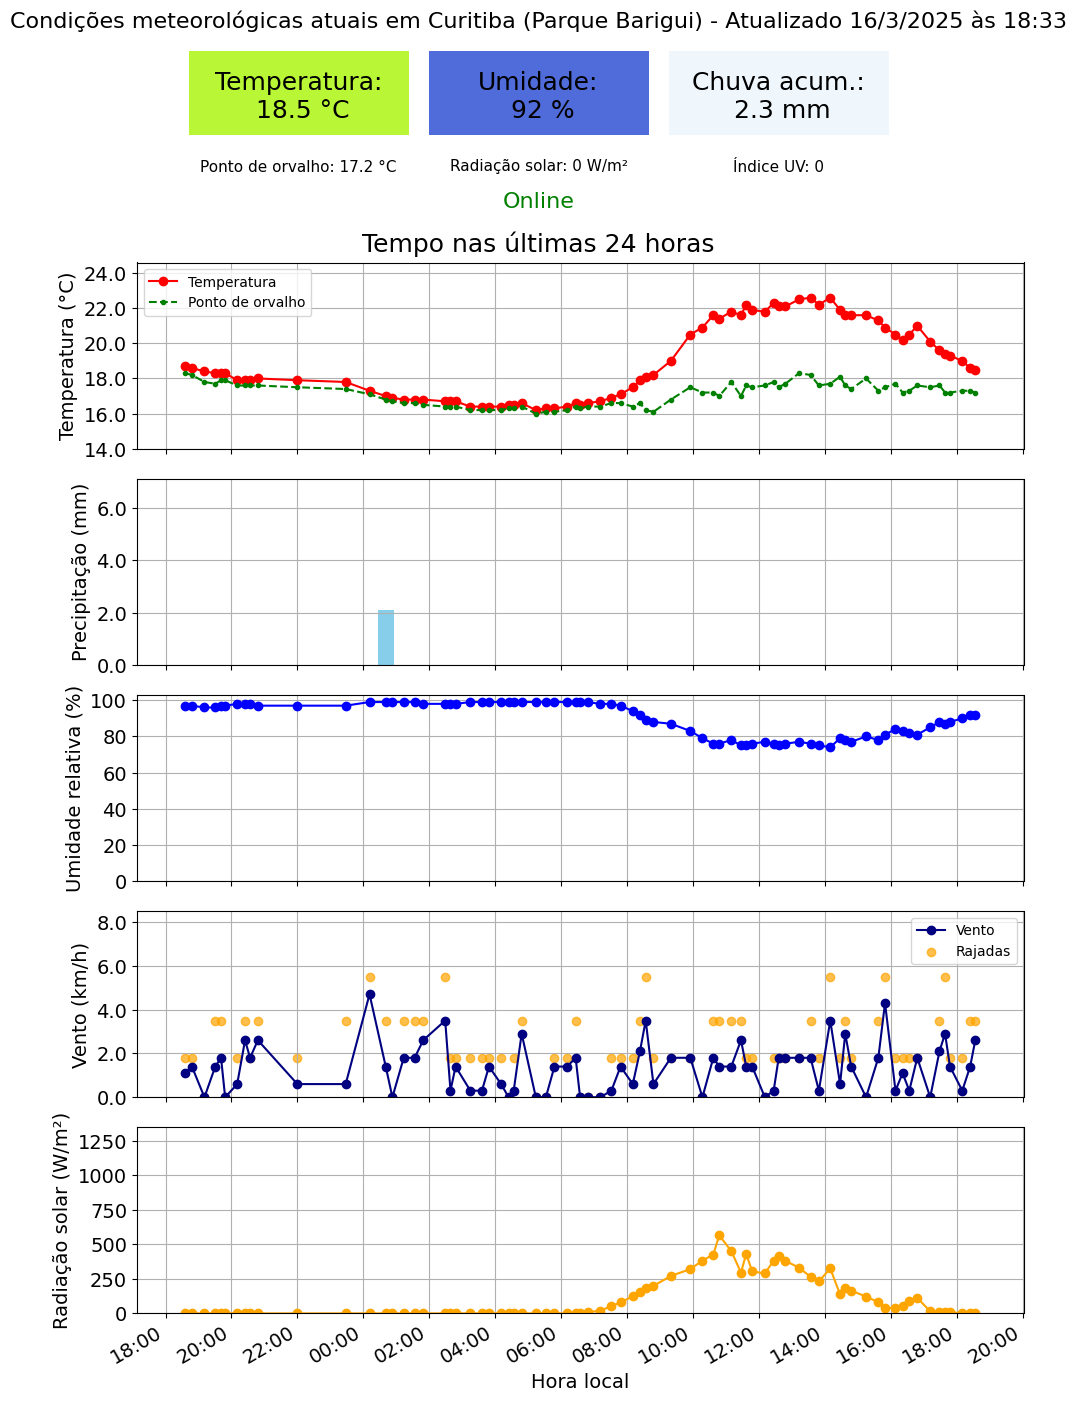 Condições meteorológicas atuais em Curitiba (Parque Barigui) - Atualizado 16/3/2025 às 18:33
Temperatura:
18.5 °C
Umidade:
92 %
Chuva acum.:
2.3 mm
Ponto de orvalho: 17.2 °C
Radiação solar: 0 W/m²
Índice UV: 0
Online
Tempo nas últimas 24 horas
Temperatura (°C)
24.0
22.0
20.0
18.0
16.0
14.0
Temperatura
Ponto de orvalho
Precipitação (mm)
6.0
4.0
2.0
0.0
Umidade relativa (%)
100
80
60
40
20
0
Vento (km/h)
8.0
6.0
4.0
2.0
0.0
Vento
Rajadas
Radiação solar (W/m²)
1250
1000
750
500
250
0
18:00
20:00
22:00
00:00
02:00
04:00
06:00
08:00
10:00
12:00
14:00
16:00
18:00
20:00
Hora local